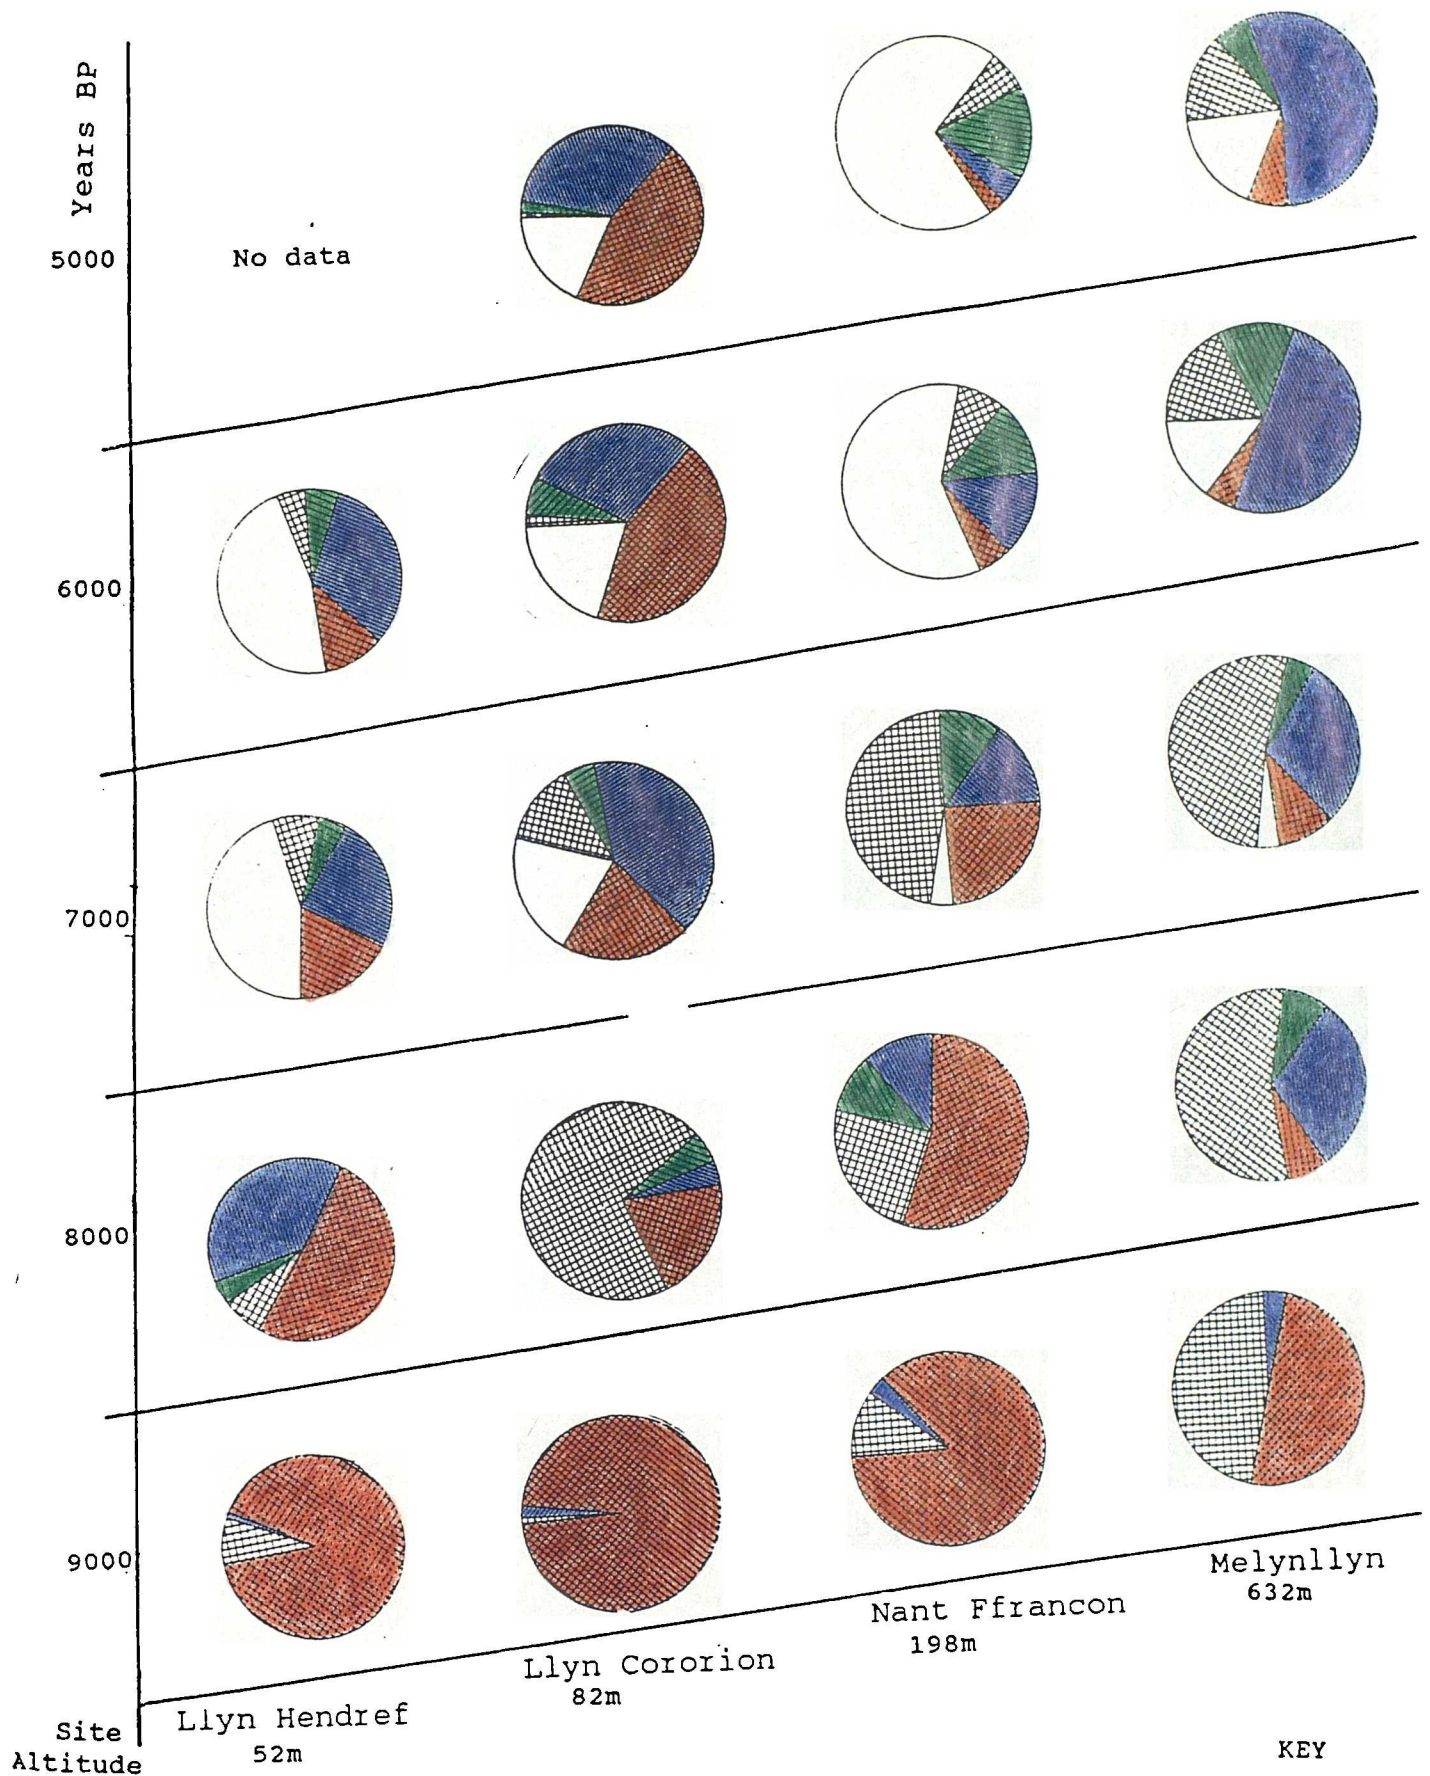 Years BP
5000
No data
6000
7000
8000
9000
Melynllyn
632m
Nant Ffrancon
198m
Llyn Cororion
82m
Llyn Hendref
52m
Site
Altitude
KEY